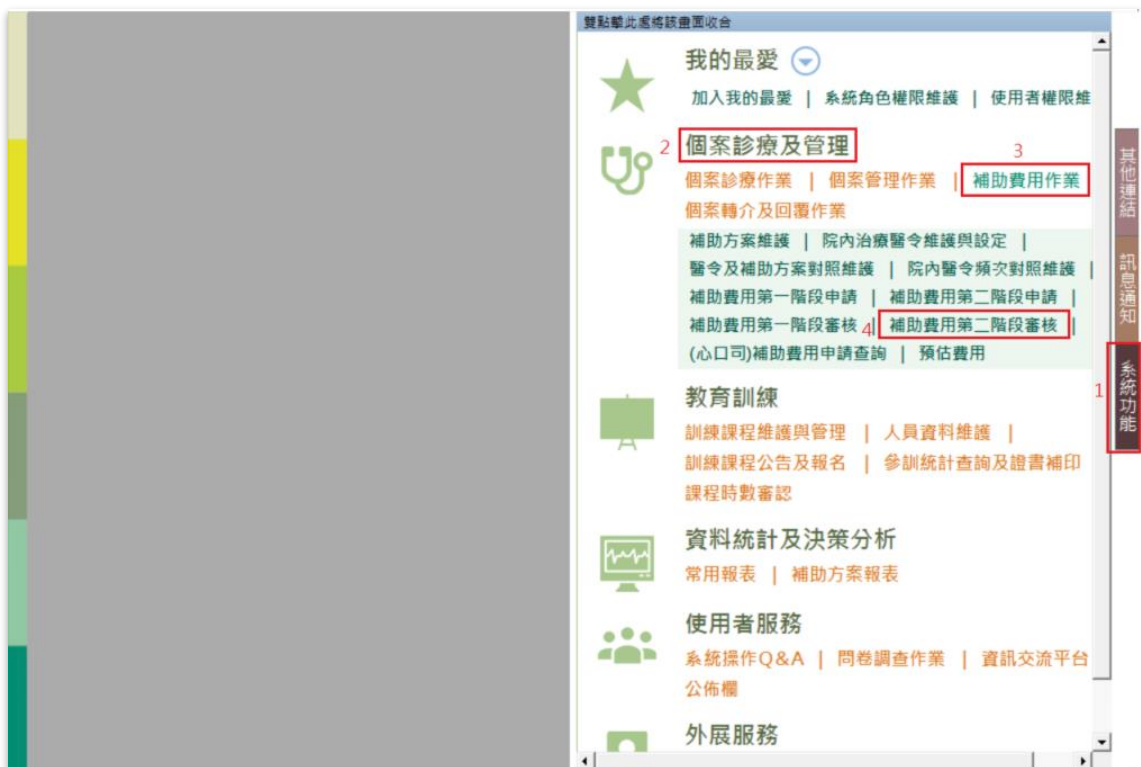 雙點擊此處將該畫面收合
我的最愛
加入我的最愛 | 系統角色權限維護 | 使用者權限維
2 個案診療及管理
3
個案診療作業 | 個案管理作業 | 補助費用作業
個案轉介及回覆作業
補助方案維護 | 院內治療醫令維護與設定 |
醫令及補助方案對照維護 | 院內醫令頻次對照維護 |
補助費用第一階段申請 | 補助費用第二階段申請 |
補助費用第一階段審核 | 4 補助費用第二階段審核 |
(心口司)補助費用申請查詢 | 預估費用
教育訓練
訓練課程維護與管理 | 人員資料維護 |
訓練課程公告及報名 | 參訓統計查詢及證書補印
課程時數審認
資料統計及決策分析
常用報表 | 補助方案報表
使用者服務
系統操作Q&A | 問卷調查作業 | 資訊交流平台
公佈欄
外展服務
其他連結
訊息通知
1 系統功能